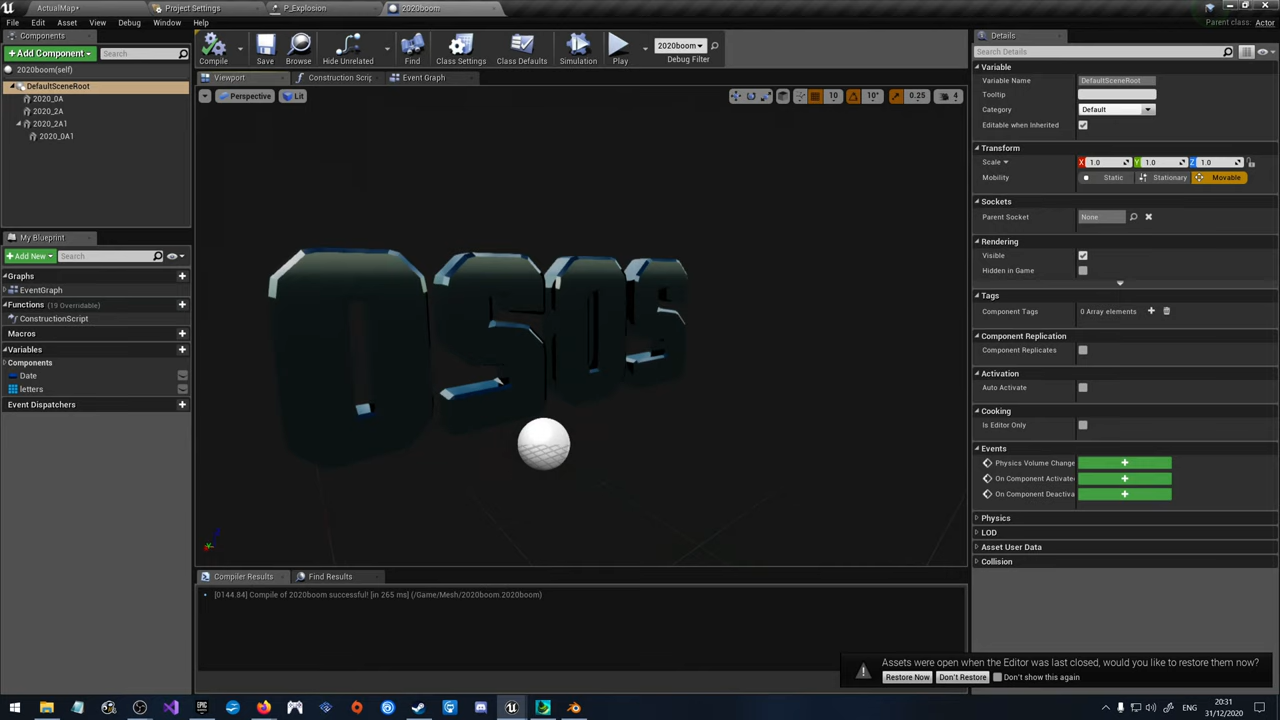 ActualMap*
Project Settings
P_Explosion
2020boom
File Edit Asset View Debug Window Help
Parent class: Actor
Components
+ Add Component
Search
2020boom(self)
DefaultSceneRoot
2020_0A
2020_2A
2020_2A1
2020_0A1
My Blueprint
+ Add New
Search
Graphs
EventGraph
Functions (19 Overridable)
ConstructionScript
Macros
Variables
Components
Date
letters
Event Dispatchers
Compile
Save
Browse
Hide Unrelated
Find
Class Settings
Class Defaults
Simulation
Play
2020boom
Debug Filter
Viewport
Construction Scrip
Event Graph
Perspective
Lit
10
10°
0.25
4
Compiler Results
Find Results
[0144.84] Compile of 2020boom successful! [in 265 ms] (/Game/Mesh/2020boom.2020boom)
Details
Search Details
Variable
Variable Name DefaultSceneRoot
Tooltip
Category Default
Editable when Inherited
Transform
Scale X 1.0 Y 1.0 Z 1.0
Mobility Static Stationary Movable
Sockets
Parent Socket None
Rendering
Visible
Hidden in Game
Tags
Component Tags 0 Array elements
Component Replication
Component Replicates
Activation
Auto Activate
Cooking
Is Editor Only
Events
Physics Volume Change
On Component Activate
On Component Deactiva
Physics
LOD
Asset User Data
Collision
Assets were open when the Editor was last closed, would you like to restore them now?
Restore Now Don't Restore Don't show this again
ENG
20:31
31/12/2020